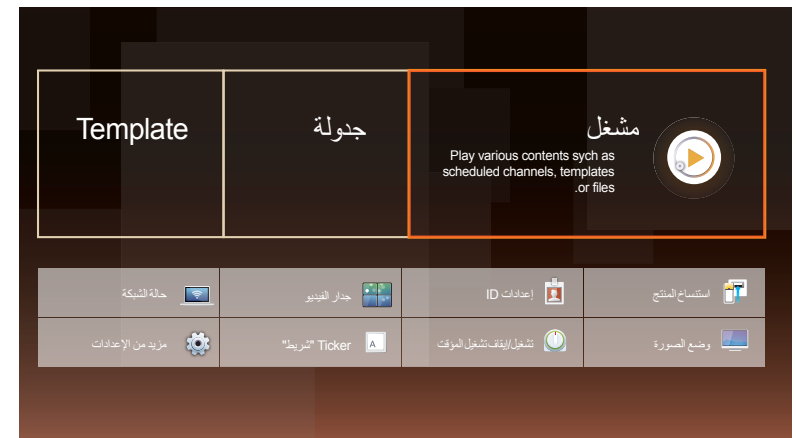 مشغل
Play various contents sych as
scheduled channels, templates
.or files
جدولة
Template
استنساخ المنتج
إعدادات ID
جدار الفيديو
حالة الشبكة
وضع الصورة
تشغيل/إيقاف تشغيل المؤقت
Ticker "شريط"
A
مزيد من الإعدادات